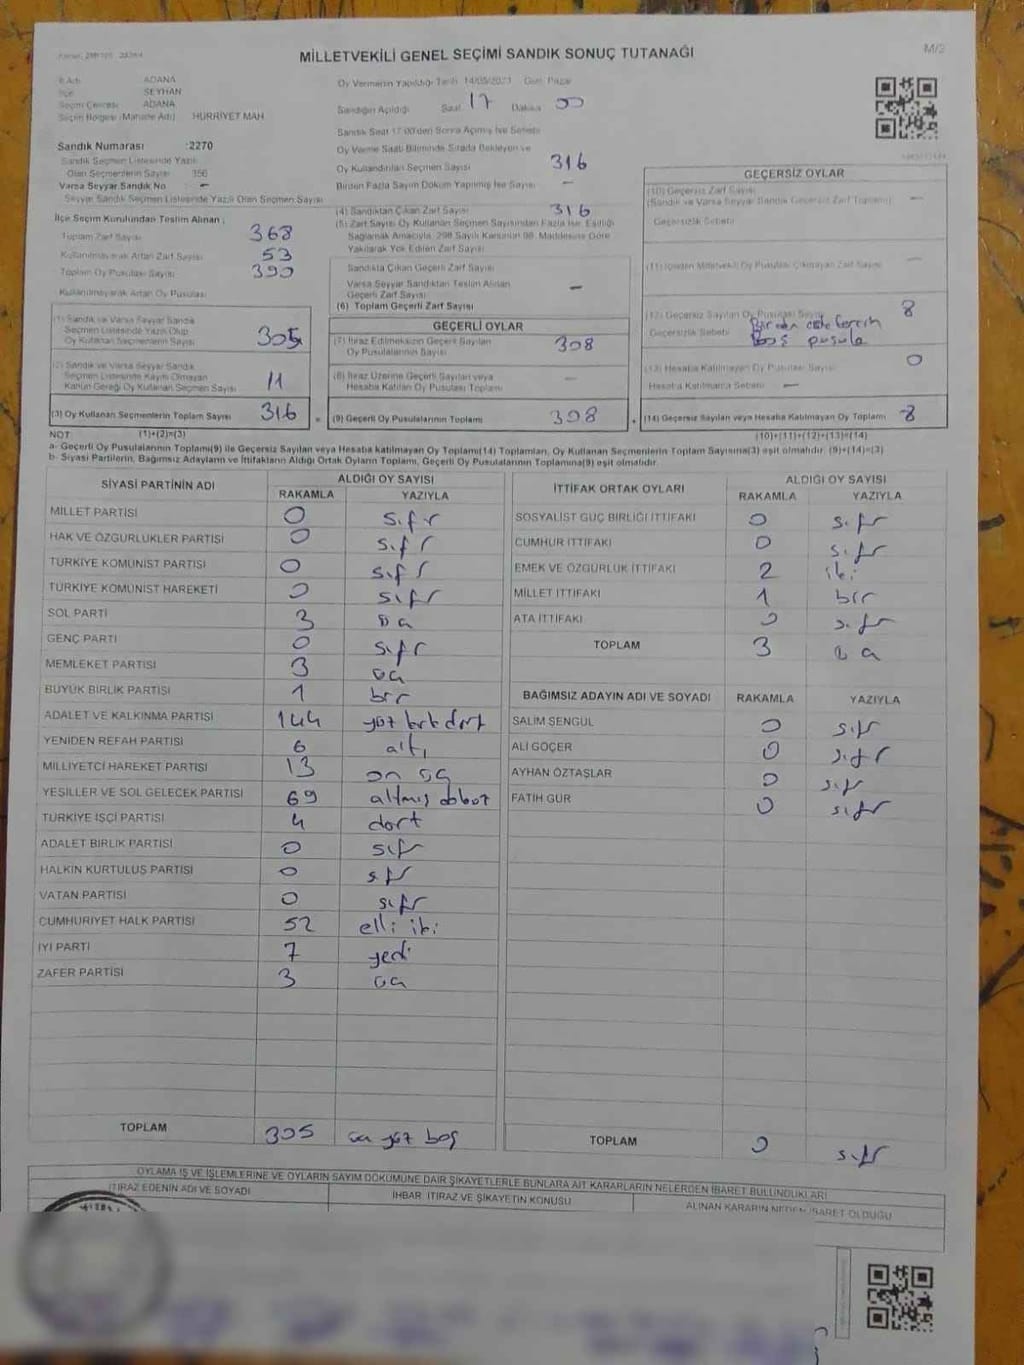 MİLLETVEKİLİ GENEL SEÇİMİ SANDIK SONUÇ TUTANAĞI
M/2
İl Adı ADANA
İlçe SEYHAN
Seçim Çevresi ADANA
Seçim Bölgesi (Mahalle Adı) HÜRRİYET MAH.
Sandık Numarası :2270
Sandık Seçmen Listesinde Yazılı
Olan Seçmenlerin Sayısı 356
Varsa Seyyar Sandık No -
Seyyar Sandık Seçmen Listesinde Yazılı Olan Seçmen Sayısı
İlçe Seçim Kurulundan Teslim Alınan ;
Toplam Zarf Sayısı 368
Kullanılmayarak Artan Zarf Sayısı 53
Toplam Oy Pusulası Sayısı 390
Kullanılmayarak Artan Oy Pusulası
Oy Vermenin Yapıldığı Tarih 14/05/2023 Gün Pazar
Sandığın Açıldığı Saat 17 Dakika 00
Sandık Saat 17:00'den Sonra Açılmış İse Sebebi
Oy Verme Saati Bitiminde Sırada Bekleyen ve
Oy Kullandırılan Seçmen Sayısı 316
Birden Fazla Sayım Döküm Yapılmış İse Sayısı -
(4) Sandıktan Çıkan Zarf Sayısı 316
(5) Zarf Sayısı Oy Kullanan Seçmen Sayısından Fazla İse, Eşitliği
Sağlamak Amacıyla, 298 Sayılı Kanunun 98. Maddesine Göre
Yakılarak Yok Edilen Zarf Sayısı
Sandıkta Çıkan Geçerli Zarf Sayısı
Varsa Seyyar Sandıktan Teslim Alınan
Geçerli Zarf Sayısı -
(6) Toplam Geçerli Zarf Sayısı
GEÇERSİZ OYLAR
(10) Geçersiz Zarf Sayısı
(Sandık ve Varsa Seyyar Sandık Geçersiz Zarf Toplamı) -
Geçersizlik Sebebi
(11) İçinden Milletvekili Oy Pusulası Çıkmayan Zarf Sayısı -
(12) Geçersiz Sayılan Oy Pusulası Sayısı 8
Geçersizlik Sebebi
Boş pusula
(13) Hesaba Katılmayan Oy Pusulası Sayısı 0
Hesaba Katılmama Sebebi -
(1) Sandık ve Varsa Seyyar Sandık
Seçmen Listesinde Yazılı Olup
Oy Kullanan Seçmenlerin Sayısı 305
(2) Sandık ve Varsa Seyyar Sandık
Seçmen Listesinde Kayıtlı Olmayan
Kanun Gereği Oy Kullanan Seçmen Sayısı 11
(3) Oy Kullanan Seçmenlerin Toplam Sayısı 316 =
GEÇERLİ OYLAR
(7) İtiraz Edilmeksizin Geçerli Sayılan
Oy Pusulalarının Sayısı 308
(8) İtiraz Üzerine Geçerli Sayılan veya
Hesaba Katılan Oy Pusulası Toplamı -
(9) Geçerli Oy Pusulalarının Toplamı 308 +
(14) Geçersiz Sayılan veya Hesaba Katılmayan Oy Toplamı 8
NOT: (1)+(2)=(3)
(10)+(11)+(12)+(13)=(14)
a- Geçerli Oy Pusulalarının Toplamı(9) ile Geçersiz Sayılan veya Hesaba katılmayan Oy Toplamı(14) Toplamları, Oy Kullanan Seçmenlerin Toplam Sayısına(3) eşit olmalıdır. (9)+(14)=(3)
b- Siyasi Partilerin, Bağımsız Adayların ve İttifakların Aldığı Ortak Oyların Toplamı, Geçerli Oy Pusulalarının Toplamına(9) eşit olmalıdır.
SİYASİ PARTİNİN ADI
ALDIĞI OY SAYISI
RAKAMLA YAZIYLA
MİLLET PARTİSİ 0 sıfır
HAK VE ÖZGÜRLÜKLER PARTİSİ 0 sıfır
TÜRKİYE KOMÜNİST PARTİSİ 0 sıfır
TÜRKİYE KOMÜNİST HAREKETİ 0 sıfır
SOL PARTİ 3 üç
GENÇ PARTİ 0 sıfır
MEMLEKET PARTİSİ 3 üç
BÜYÜK BİRLİK PARTİSİ 1 bir
ADALET VE KALKINMA PARTİSİ 144 yüz kırk dört
YENİDEN REFAH PARTİSİ 6 altı
MİLLİYETÇİ HAREKET PARTİSİ 13 on üç
YEŞİLLER VE SOL GELECEK PARTİSİ 69 altmış dokuz
TÜRKİYE İŞÇİ PARTİSİ 4 dört
ADALET BİRLİK PARTİSİ 0 sıfır
HALKIN KURTULUŞ PARTİSİ 0 sıfır
VATAN PARTİSİ 0 sıfır
CUMHURİYET HALK PARTİSİ 52 elli iki
İYİ PARTİ 7 yedi
ZAFER PARTİSİ 3 üç
TOPLAM 305 üç yüz beş
İTTİFAK ORTAK OYLARI
ALDIĞI OY SAYISI
RAKAMLA YAZIYLA
SOSYALİST GÜÇ BİRLİĞİ İTTİFAKI 0 sıfır
CUMHUR İTTİFAKI 0 sıfır
EMEK VE ÖZGÜRLÜK İTTİFAKI 2 iki
MİLLET İTTİFAKI 1 bir
ATA İTTİFAKI 0 sıfır
TOPLAM 3 üç
BAĞIMSIZ ADAYIN ADI VE SOYADI RAKAMLA YAZIYLA
SALİM ŞENGÜL 0 sıfır
ALİ GÖÇER 0 sıfır
AYHAN ÖZTAŞLAR 0 sıfır
FATİH GÜR 0 sıfır
TOPLAM 0 sıfır
OYLAMA İŞ VE İŞLEMLERİNE VE OYLARIN SAYIM DÖKÜMÜNE DAİR ŞİKAYETLERLE BUNLARA AİT KARARLARIN NELERDEN İBARET BULUNDUKLARI
İTİRAZ EDENİN ADI VE SOYADI
İHBAR, İTİRAZ VE ŞİKAYETİN KONUSU
ALINAN KARARIN NEDEN İBARET OLDUĞU